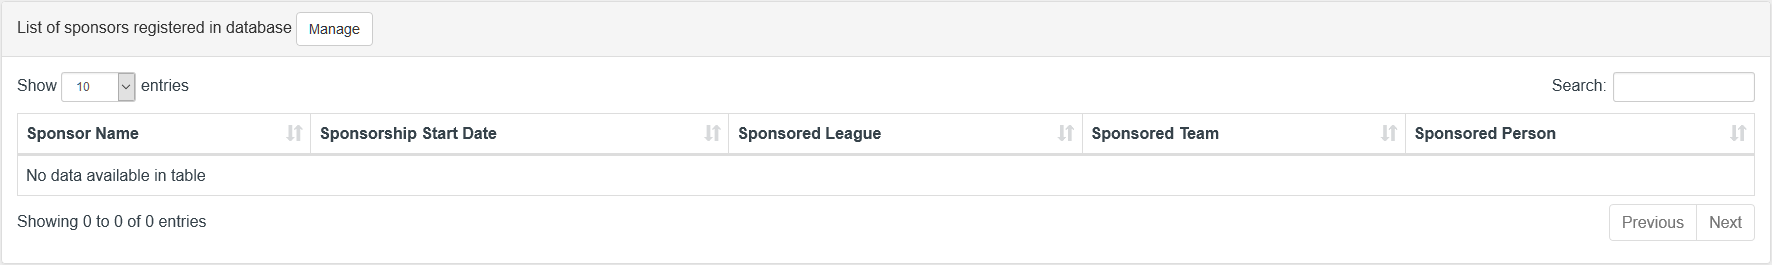 List of sponsors registered in database Manage
Show 10 entries Search:
Sponsor Name Sponsorship Start Date Sponsored League Sponsored Team Sponsored Person
No data available in table
Showing 0 to 0 of 0 entries Previous Next